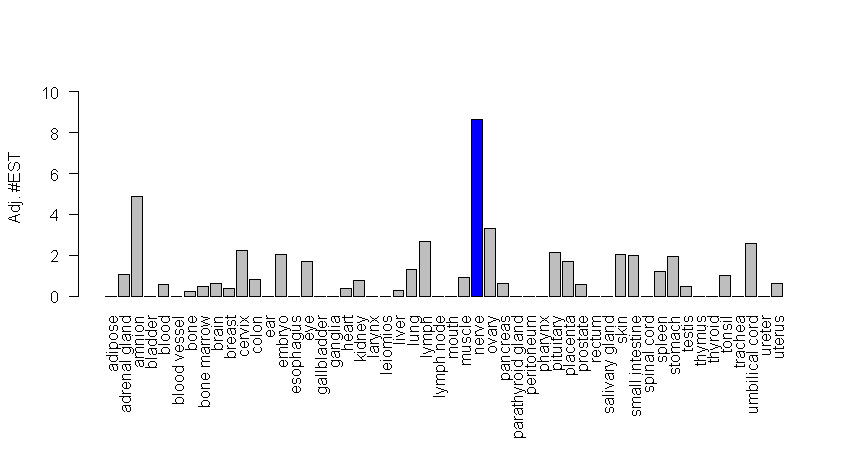 Adj. #EST
10
8
6
4
2
0
adipose
adrenal gland
amnion
bladder
blood
blood vessel
bone
bone marrow
brain
breast
cervix
colon
ear
embryo
esophagus
eye
gallbladder
ganglia
heart
kidney
larynx
leiomios
liver
lung
lymph
lymph node
mouth
muscle
nerve
ovary
pancreas
parathyroid gland
peritoneum
pharynx
pituitary
placenta
prostate
rectum
salivary gland
skin
small intestine
spinal cord
spleen
stomach
testis
thymus
thyroid
tonsil
trachea
umbilical cord
ureter
uterus